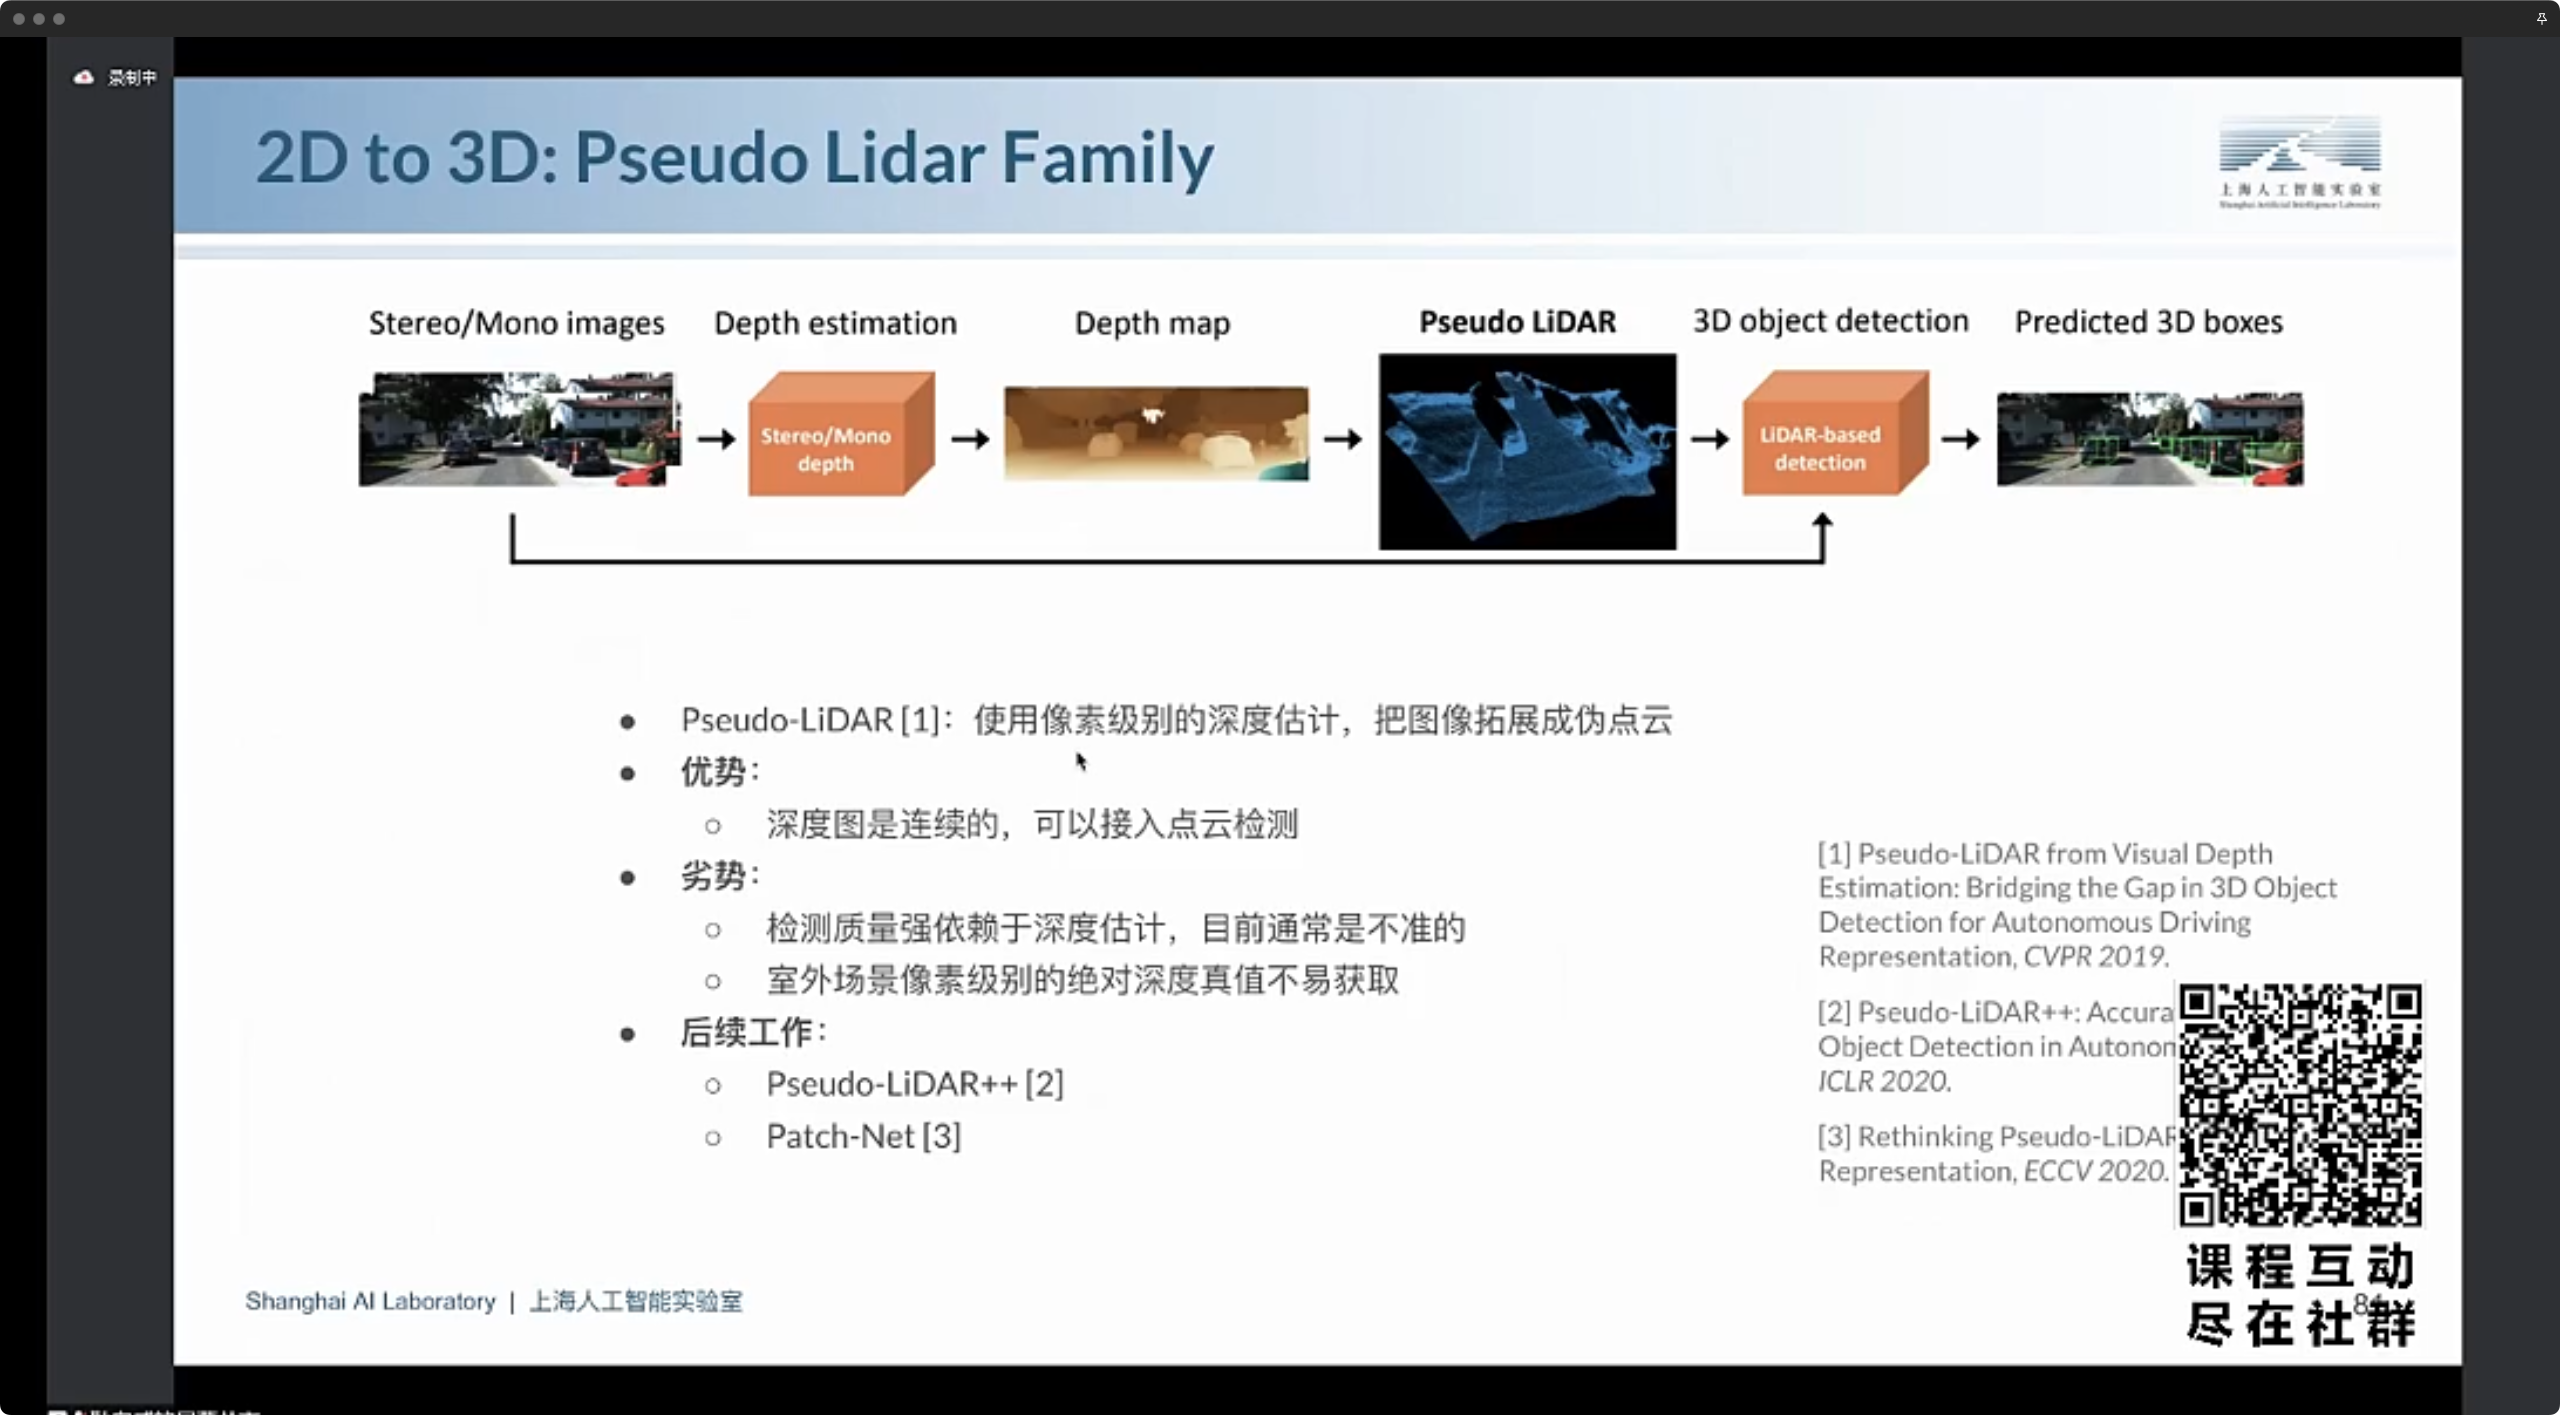 录制中
2D to 3D: Pseudo Lidar Family
上海人工智能实验室
Shanghai Artificial Intelligence Laboratory
Stereo/Mono images
Depth estimation
Depth map
Pseudo LiDAR
3D object detection
Predicted 3D boxes
Stereo/Mono
depth
LiDAR-based
detection
Pseudo-LiDAR [1]：使用像素级别的深度估计，把图像拓展成伪点云
优势：
深度图是连续的，可以接入点云检测
劣势：
检测质量强依赖于深度估计，目前通常是不准的
室外场景像素级别的绝对深度真值不易获取
后续工作：
Pseudo-LiDAR++ [2]
Patch-Net [3]
[1] Pseudo-LiDAR from Visual Depth
Estimation: Bridging the Gap in 3D Object
Detection for Autonomous Driving
Representation, CVPR 2019.
[2] Pseudo-LiDAR++: Accura
Object Detection in Autonom
ICLR 2020.
[3] Rethinking Pseudo-LiDAR
Representation, ECCV 2020.
课程互动
尽在社群
Shanghai AI Laboratory | 上海人工智能实验室